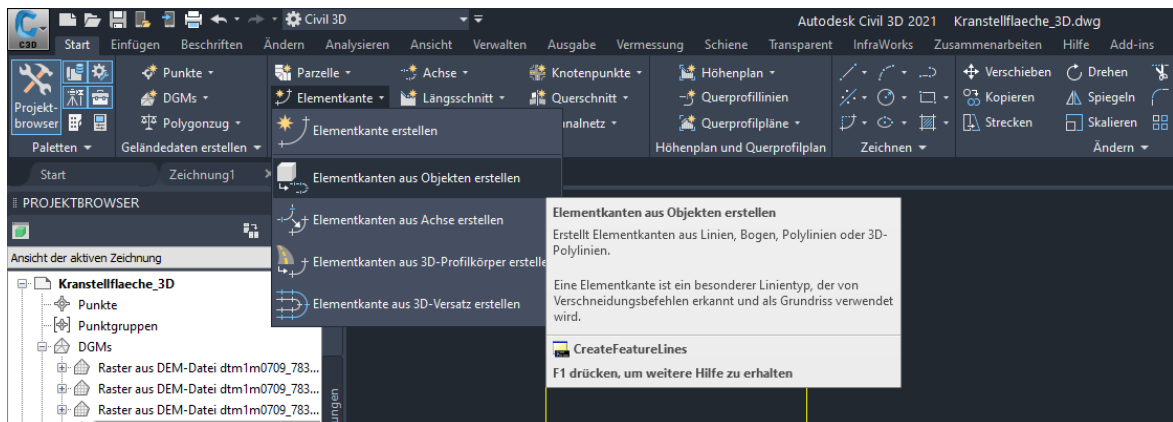 Civil 3D
Autodesk Civil 3D 2021 Kranstellflaeche_3D.dwg
C3D
Start Einfügen Beschriften Ändern Analysieren Ansicht Verwalten Ausgabe Vermessung Schiene Transparent InfraWorks Zusammenarbeiten Hilfe Add-ins
Projekt-
browser
Punkte
Parzelle
Achse
Knotenpunkte
Höhenplan
Verschieben
Drehen
DGMs
Elementkante
Längsschnitt
Querschnitt
Querprofillinien
Kopieren
Spiegeln
Polygonzug
Querprofilpläne
Strecken
Skalieren
Paletten
Geländedaten erstellen
Höhenplan und Querprofilplan
Zeichnen
Ändern
Elementkante erstellen
Elementkanten aus Objekten erstellen
Elementkanten aus Achse erstellen
Elementkanten aus 3D-Profilkörper erstelle
Elementkante aus 3D-Versatz erstellen
Start
Zeichnung1
PROJEKTBROWSER
Ansicht der aktiven Zeichnung
Kranstellflaeche_3D
Punkte
Punktgruppen
DGMs
Raster aus DEM-Datei dtm1m0709_783...
Raster aus DEM-Datei dtm1m0709_783...
Raster aus DEM-Datei dtm1m0709_783...
Elementkanten aus Objekten erstellen
Erstellt Elementkanten aus Linien, Bogen, Polylinien oder 3D-
Polylinien.
Eine Elementkante ist ein besonderer Linientyp, der von
Verschneidungsbefehlen erkannt und als Grundriss verwendet
wird.
CreateFeatureLines
F1 drücken, um weitere Hilfe zu erhalten